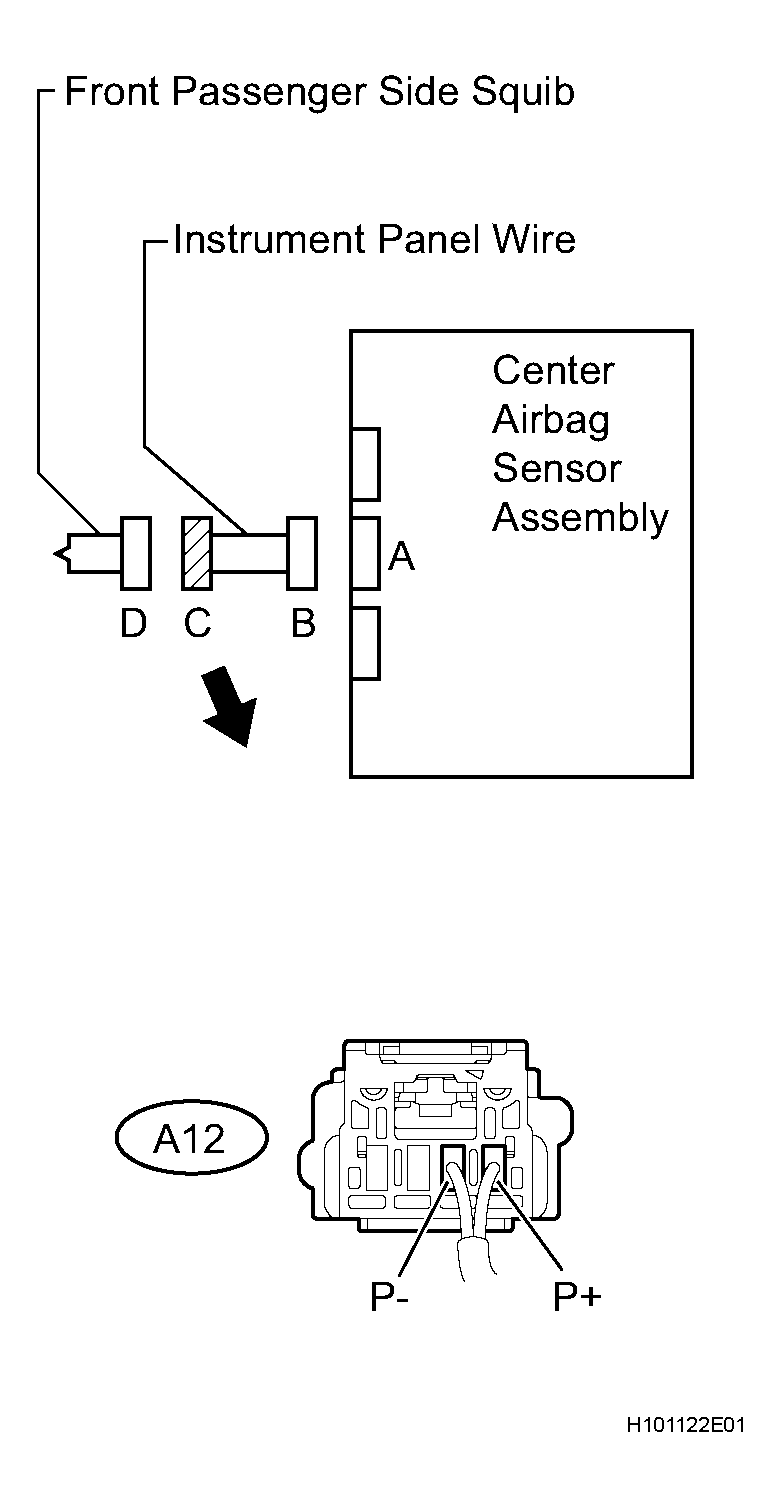 Front Passenger Side Squib
Instrument Panel Wire
Center
Airbag
Sensor
Assembly
A
D C B
A12
P- P+
H101122E01